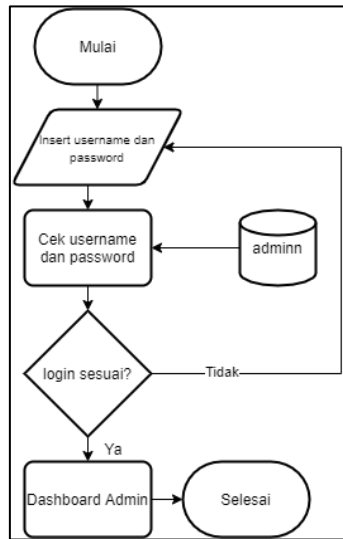 Mulai
Insert username dan
password
Cek username
dan password
adminn
login sesuai?
Tidak
Ya
Dashboard Admin
Selesai